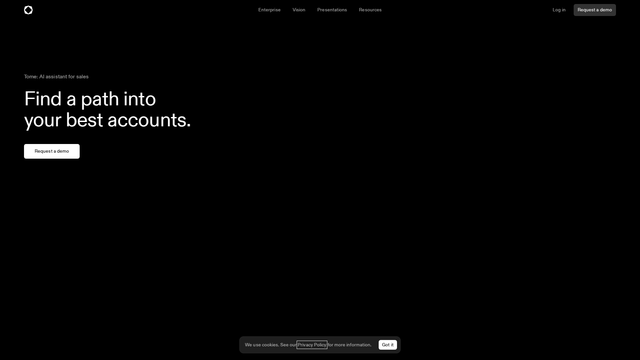 Enterprise Vision Presentations Resources Log in Request a demo
Tome: AI assistant for sales
Find a path into
your best accounts.
Request a demo
We use cookies. See our Privacy Policy for more information. Got it